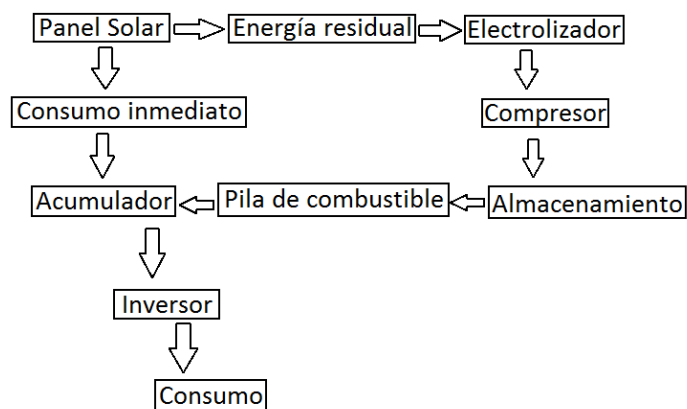 Panel Solar
Energía residual
Electrolizador
Consumo inmediato
Compresor
Acumulador
Pila de combustible
Almacenamiento
Inversor
Consumo